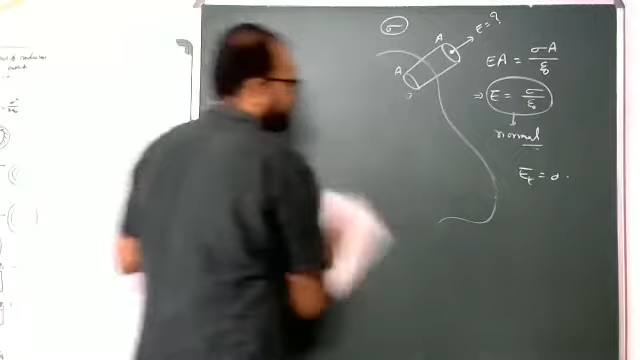 σ
A
A
E = ?
EA = σA/ε₀
⇒ E = σ/ε₀
normal
E_t = 0.